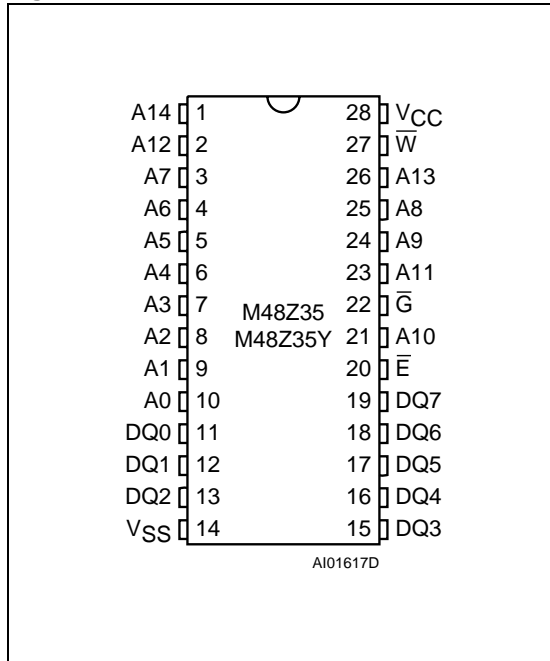 A14 1 28 VCC
A12 2 27 W̅
A7 3 26 A13
A6 4 25 A8
A5 5 24 A9
A4 6 23 A11
A3 7 M48Z35 22 G̅
A2 8 M48Z35Y 21 A10
A1 9 20 E̅
A0 10 19 DQ7
DQ0 11 18 DQ6
DQ1 12 17 DQ5
DQ2 13 16 DQ4
VSS 14 15 DQ3
AI01617D